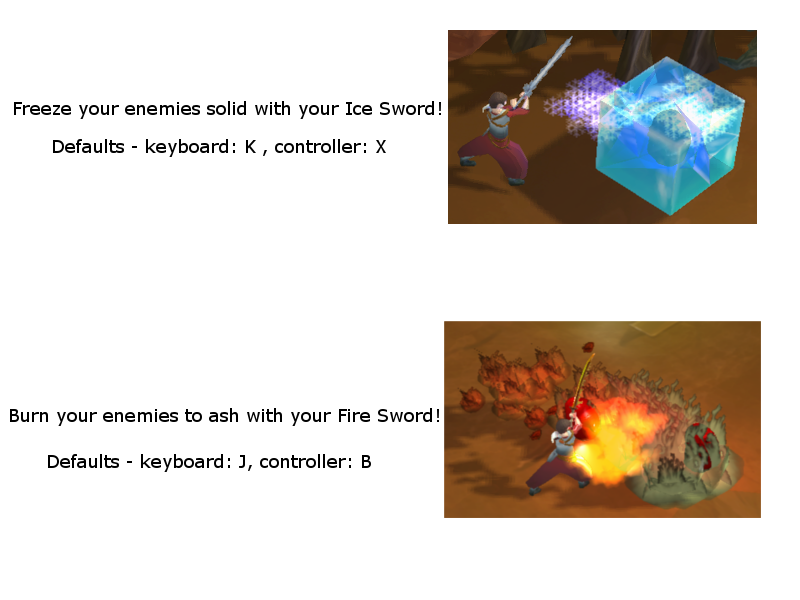 Freeze your enemies solid with your Ice Sword!
Defaults - keyboard: K , controller: X
Burn your enemies to ash with your Fire Sword!
Defaults - keyboard: J, controller: B